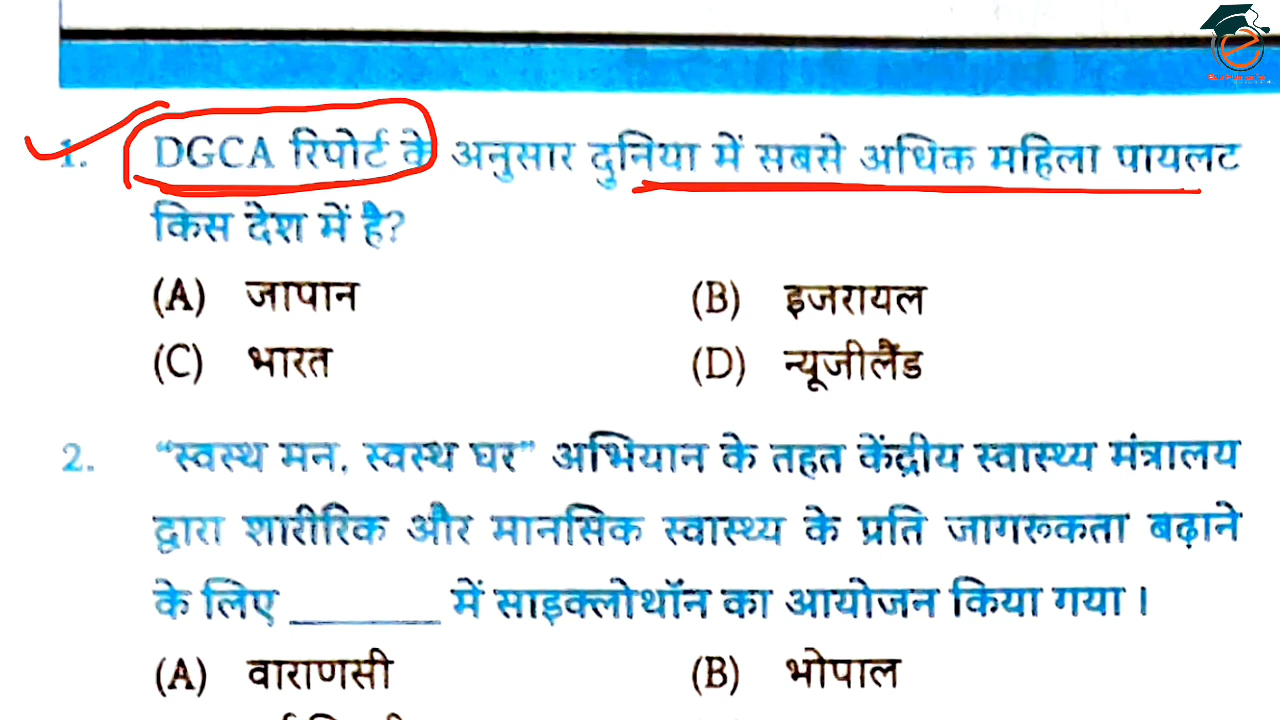 1. DGCA रिपोर्ट के अनुसार दुनिया में सबसे अधिक महिला पायलट
किस देश में है?
(A) जापान (B) इजरायल
(C) भारत (D) न्यूजीलैंड
2. “स्वस्थ मन, स्वस्थ घर” अभियान के तहत केंद्रीय स्वास्थ्य मंत्रालय
द्वारा शारीरिक और मानसिक स्वास्थ्य के प्रति जागरूकता बढ़ाने
के लिए ________ में साइक्लोथॉन का आयोजन किया गया।
(A) वाराणसी (B) भोपाल